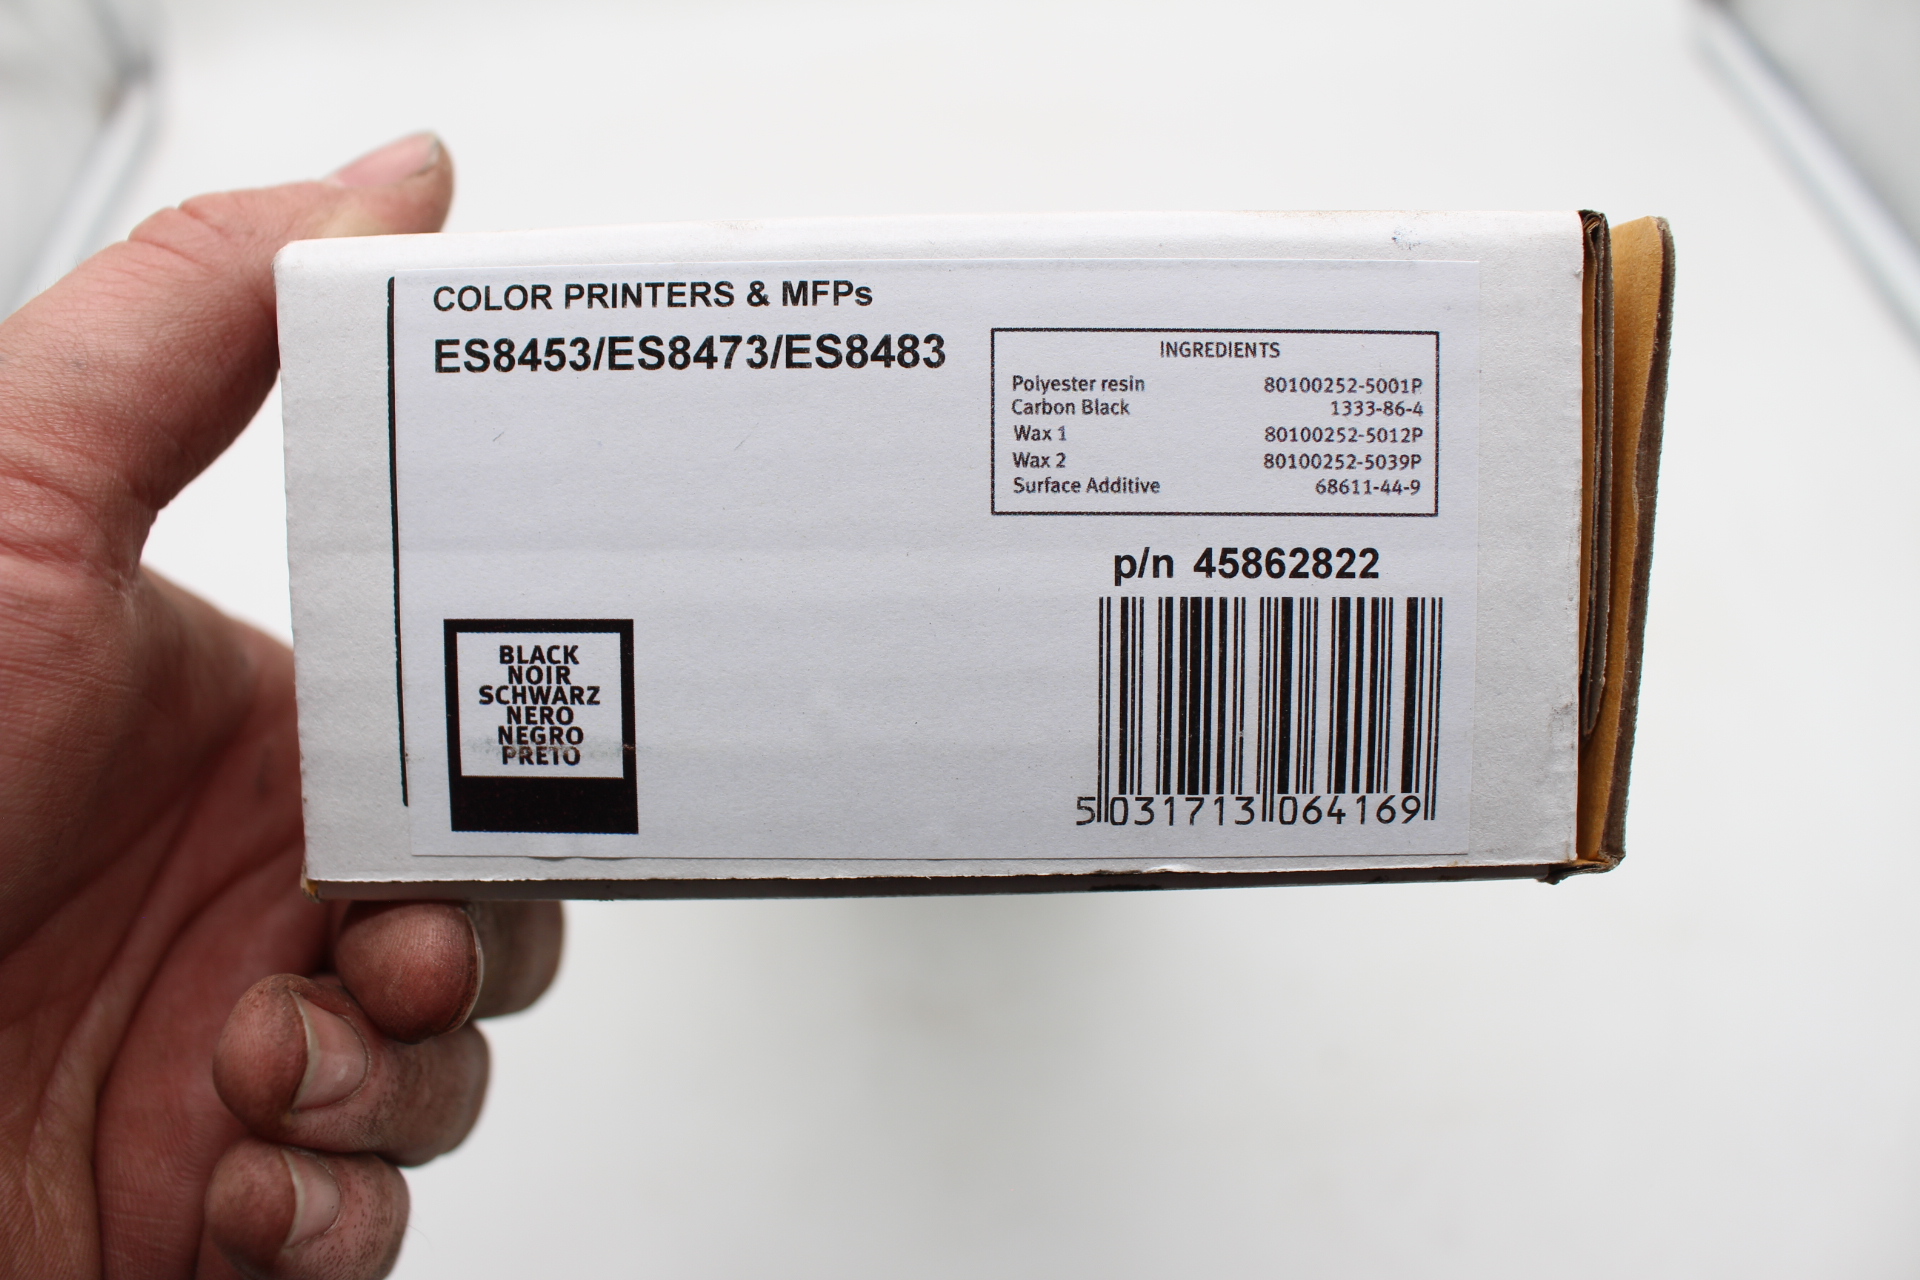 COLOR PRINTERS & MFPs
ES8453/ES8473/ES8483
INGREDIENTS
Polyester resin 80100252-5001P
Carbon Black 1333-86-4
Wax 1 80100252-5012P
Wax 2 80100252-5039P
Surface Additive 68611-44-9
p/n 45862822
BLACK
NOIR
SCHWARZ
NERO
NEGRO
PRETO
5 031713 064169